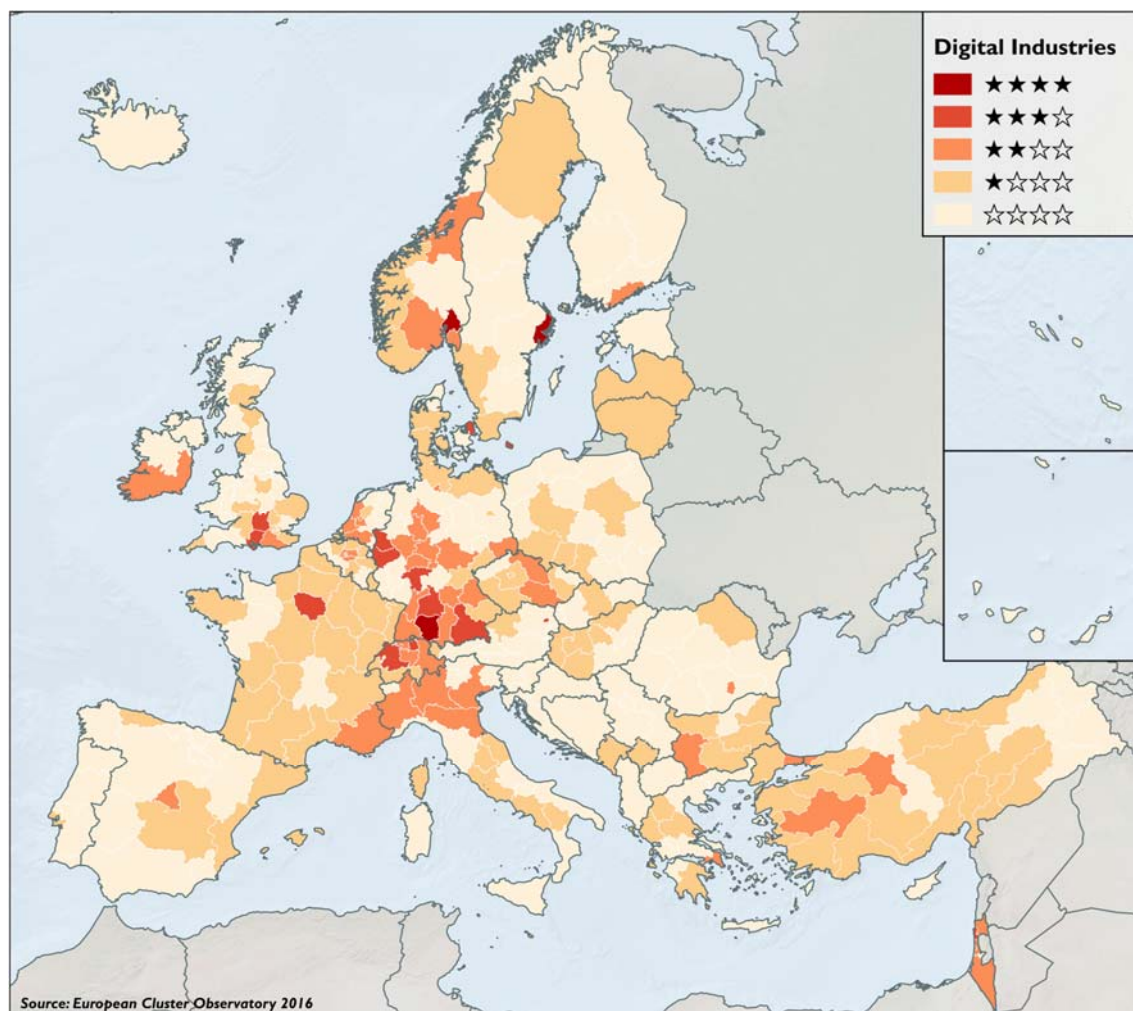 Digital Industries
★★★★
★★★☆
★★☆☆
★☆☆☆
☆☆☆☆
Source: European Cluster Observatory 2016